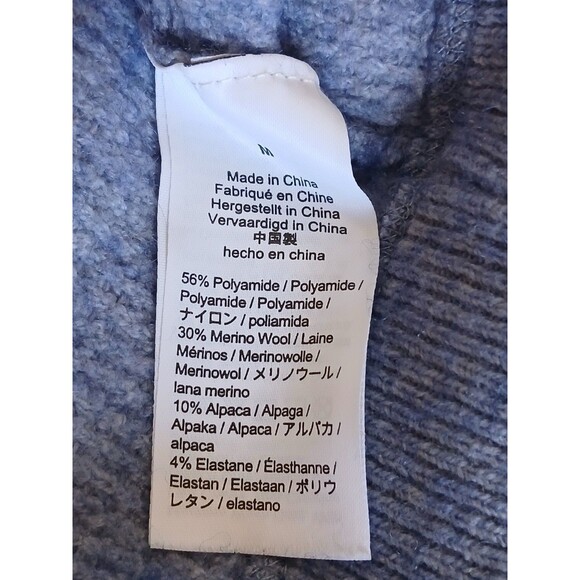 M
Made in China
Fabriqué en Chine
Hergestellt in China
Vervaardigd in China
中国製
hecho en china
56% Polyamide / Polyamide /
Polyamide / Polyamide /
ナイロン / poliamida
30% Merino Wool / Laine
Mérinos / Merinowolle /
Merinowol / メリノウール /
lana merino
10% Alpaca / Alpaga /
Alpaka / Alpaca / アルパカ /
alpaca
4% Elastane / Élasthanne /
Elastan / Elastaan / ポリウ
レタン / elastano